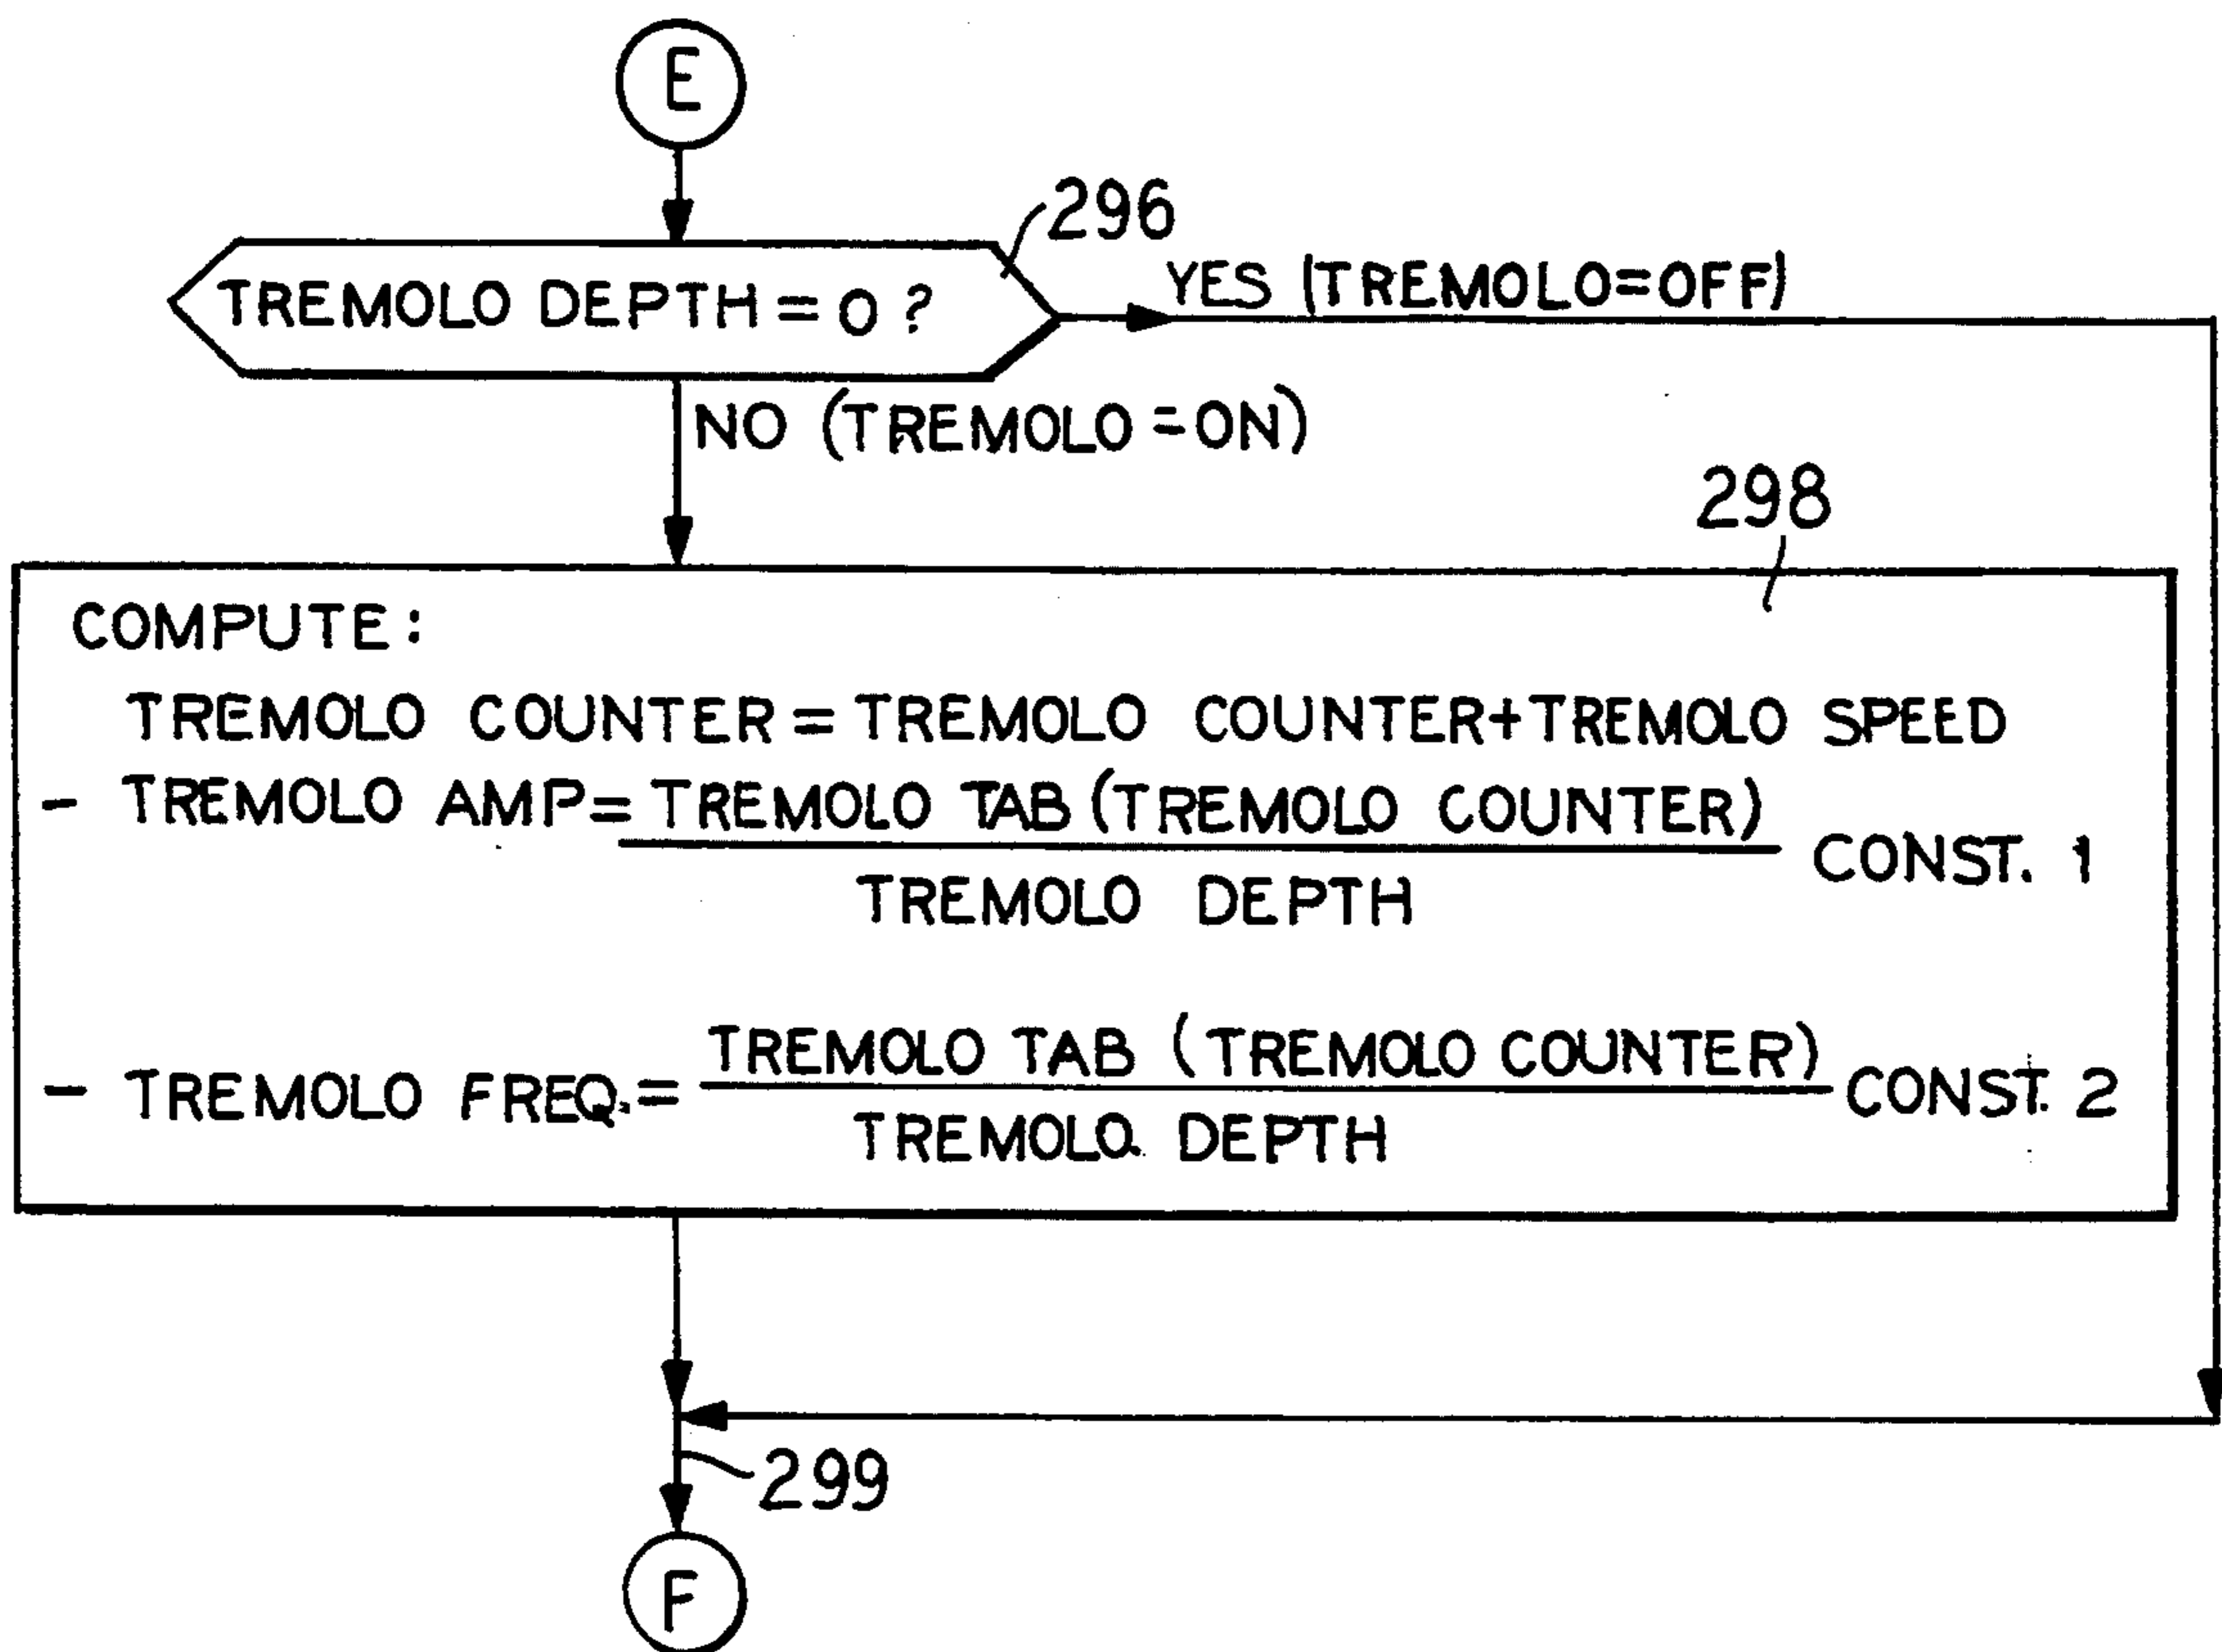 E
296
TREMOLO DEPTH = 0 ?
YES (TREMOLO=OFF)
NO (TREMOLO=ON)
298
COMPUTE:
TREMOLO COUNTER = TREMOLO COUNTER+TREMOLO SPEED
- TREMOLO AMP= TREMOLO TAB (TREMOLO COUNTER)
CONST. 1
TREMOLO DEPTH
TREMOLO TAB (TREMOLO COUNTER)
- TREMOLO FREQ.= CONST. 2
TREMOLO DEPTH
299
F